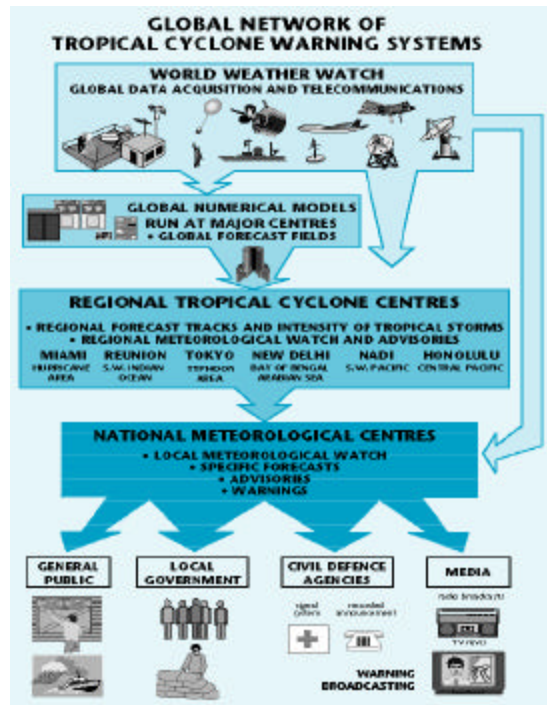 GLOBAL NETWORK OF
TROPICAL CYCLONE WARNING SYSTEMS
WORLD WEATHER WATCH
GLOBAL DATA ACQUISITION AND TELECOMMUNICATIONS
GLOBAL NUMERICAL MODELS
RUN AT MAJOR CENTRES
• GLOBAL FORECAST FIELDS
REGIONAL TROPICAL CYCLONE CENTRES
• REGIONAL FORECAST TRACKS AND INTENSITY OF TROPICAL STORMS
• REGIONAL METEOROLOGICAL WATCH AND ADVISORIES
MIAMI REUNION TOKYO NEW DELHI NADI HONOLULU
HURRICANE S.W. INDIAN TYPHOON BAY OF BENGAL S.W. PACIFIC CENTRAL PACIFIC
AREA OCEAN AREA ARABIAN SEA
NATIONAL METEOROLOGICAL CENTRES
• LOCAL METEOROLOGICAL WATCH
• SPECIFIC FORECASTS
• ADVISORIES
• WARNINGS
GENERAL LOCAL CIVIL DEFENCE MEDIA
PUBLIC GOVERNMENT AGENCIES
radio broadcasts
signal recorded
system announcement
TV news
WARNING
BROADCASTING